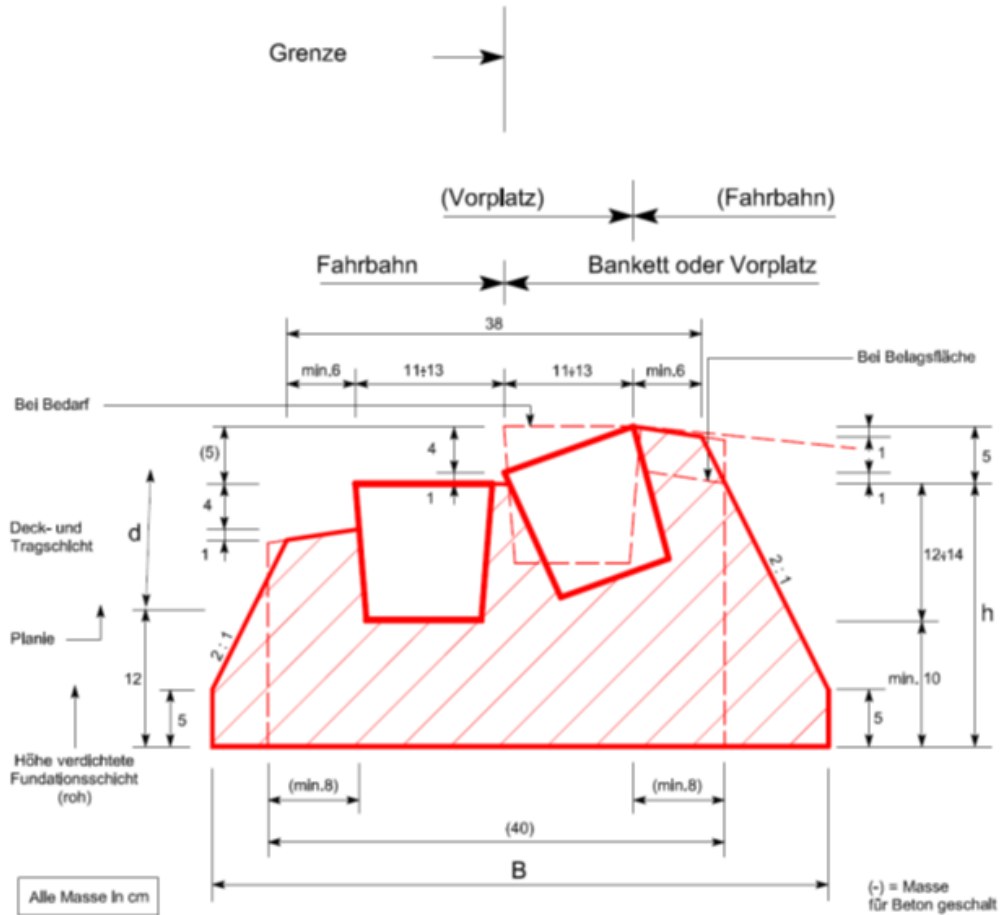 Grenze
(Vorplatz) (Fahrbahn)
Fahrbahn Bankett oder Vorplatz
38
min.6 11÷13 11÷13 min.6
Bei Belagsfläche
Bei Bedarf
(5) 4 1 5
4 1 1
Deck- und
Tragschicht
d
1
12÷14
2 : 1 2 : 1
h
Planie
12
min. 10
5 5
Höhe verdichtete
Fundationsschicht
(roh)
(min.8) (min.8)
(40)
B
Alle Masse in cm
(-) = Masse
für Beton geschalt